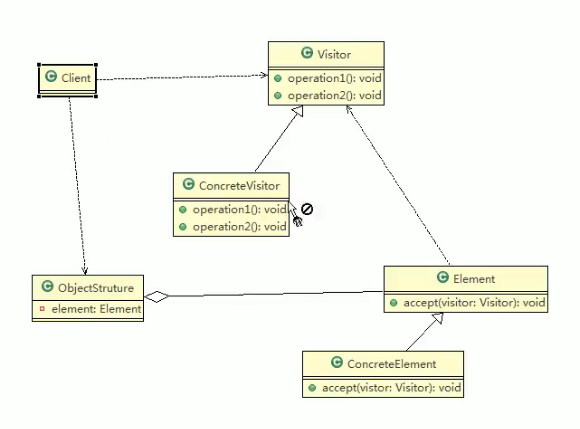 Visitor
operation1(): void
operation2(): void
Client
ConcreteVisitor
operation1(): void
operation2(): void
ObjectStruture
element: Element
Element
accept(visitor: Visitor): void
ConcreteElement
accept(vistor: Visitor): void